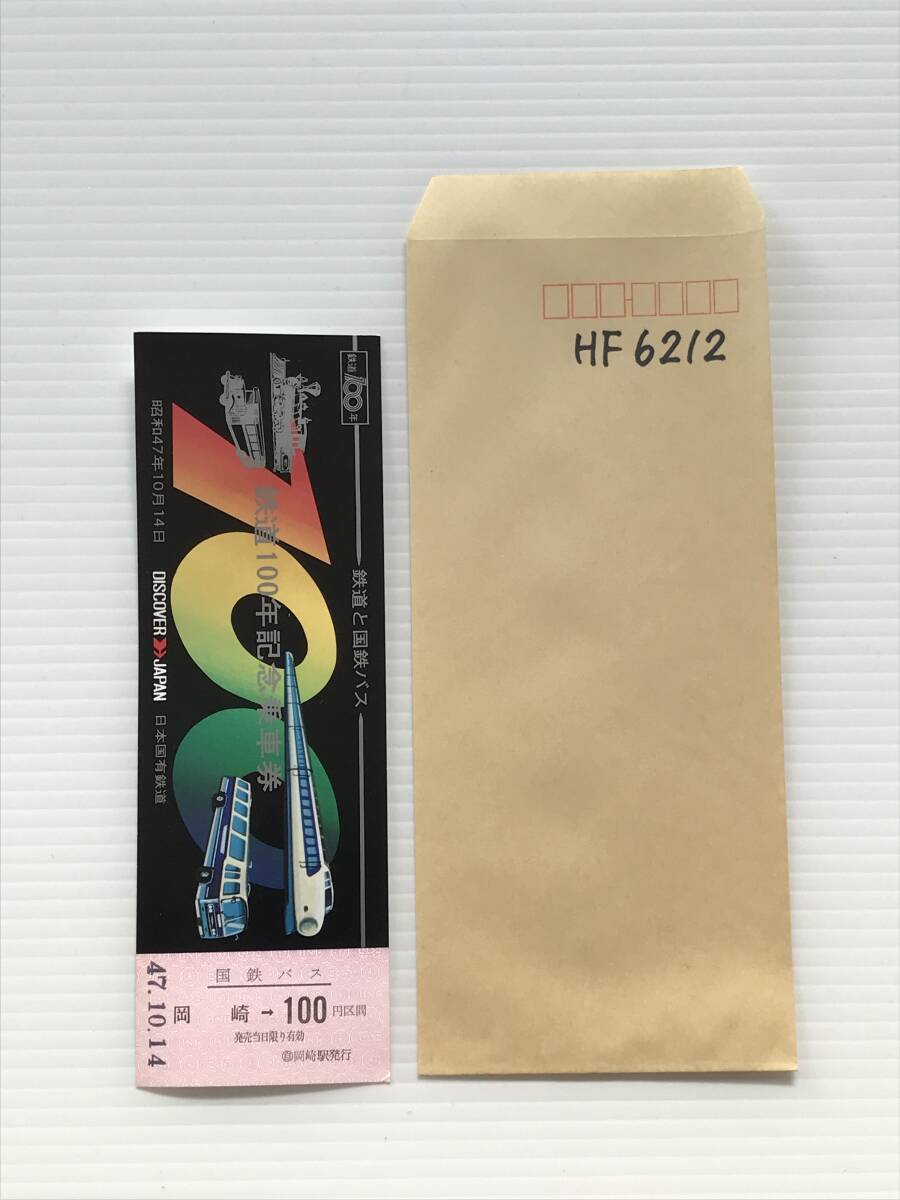 鉄道100年
鉄道と国鉄バス
鉄道100年記念乗車券
100
昭和47年10月14日 DISCOVER JAPAN 日本国有鉄道
国鉄バス
岡崎→100円区間
発売当日限り有効
岡崎駅発行
47.10.14
HF6212